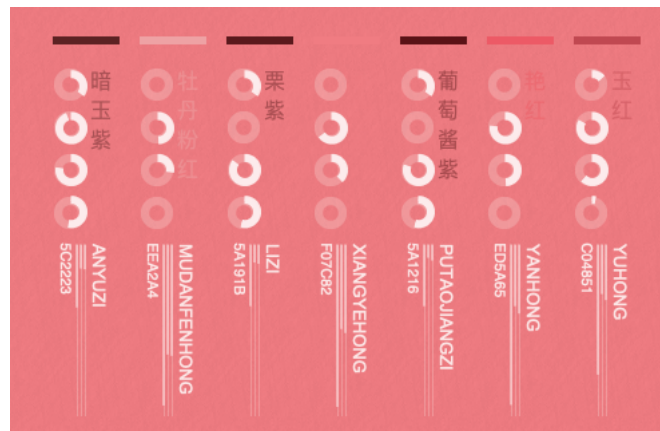 暗玉紫
5C2223
ANYUZI
牡丹粉红
EEA2A4
MUDANFENHONG
栗紫
5A191B
LIZI
F07C82
XIANGYEHONG
葡萄酱紫
5A1216
PUTAOJIANGZI
艳红
ED5A65
YANHONG
玉红
C04851
YUHONG